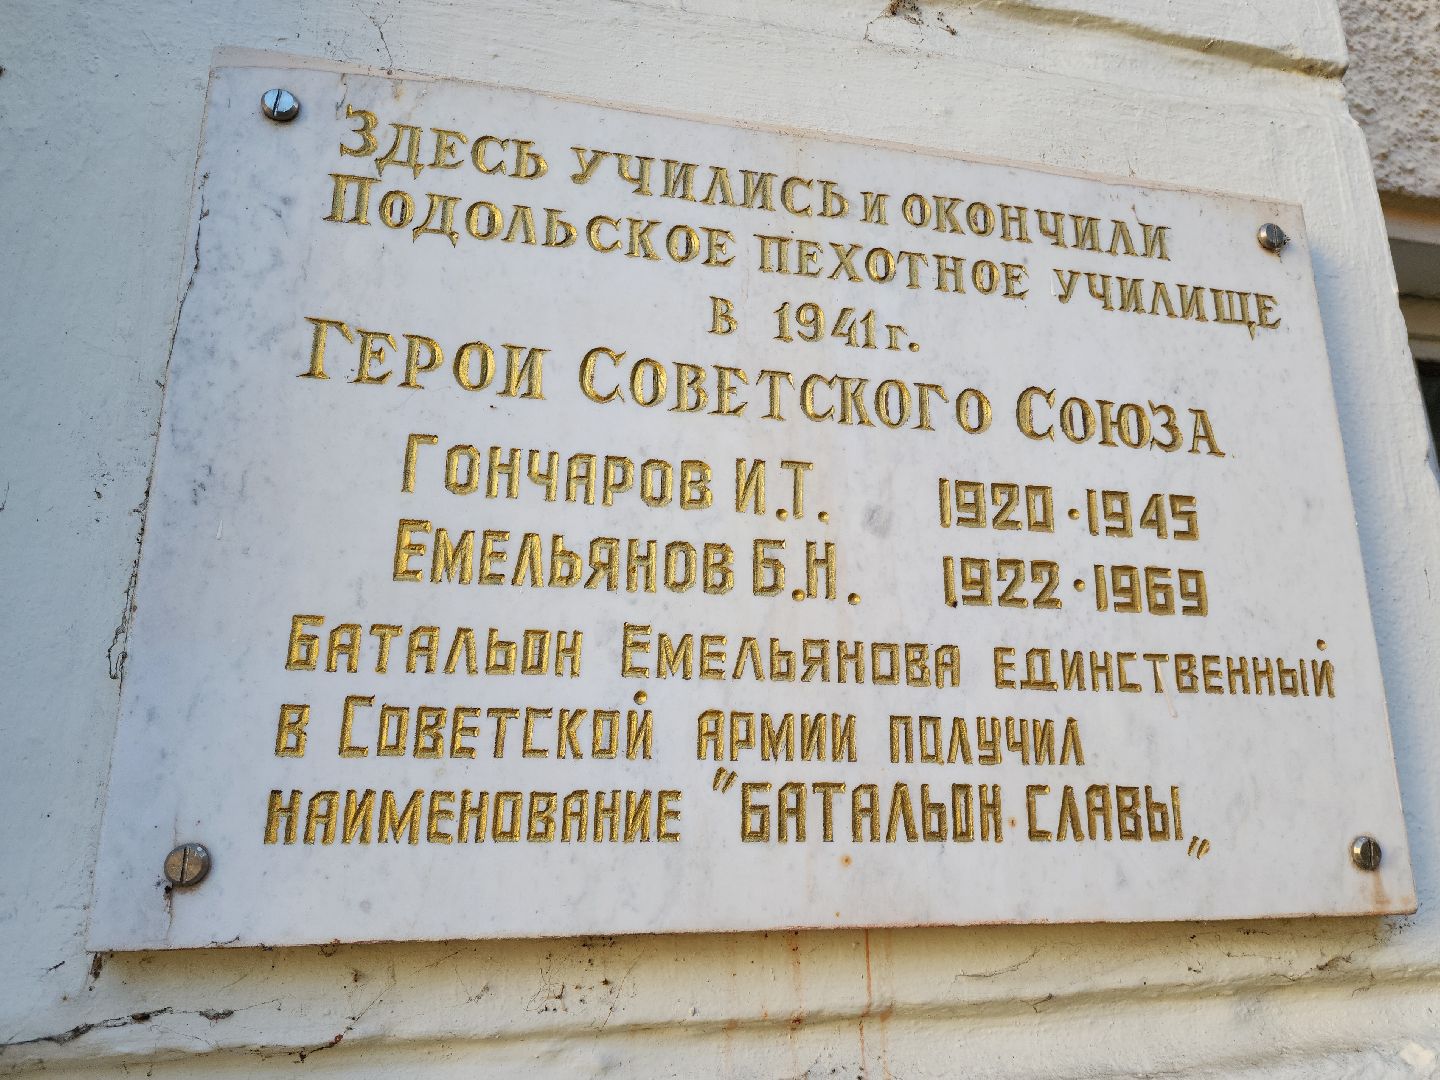 Здесь учились и окончили
Подольское пехотное училище
в 1941г.
Герои Советского Союза
Гончаров И.Т. 1920·1945
Емельянов Б.Н. 1922·1969
Батальон Емельянова единственный
в Советской армии получил
наименование "Батальон славы„